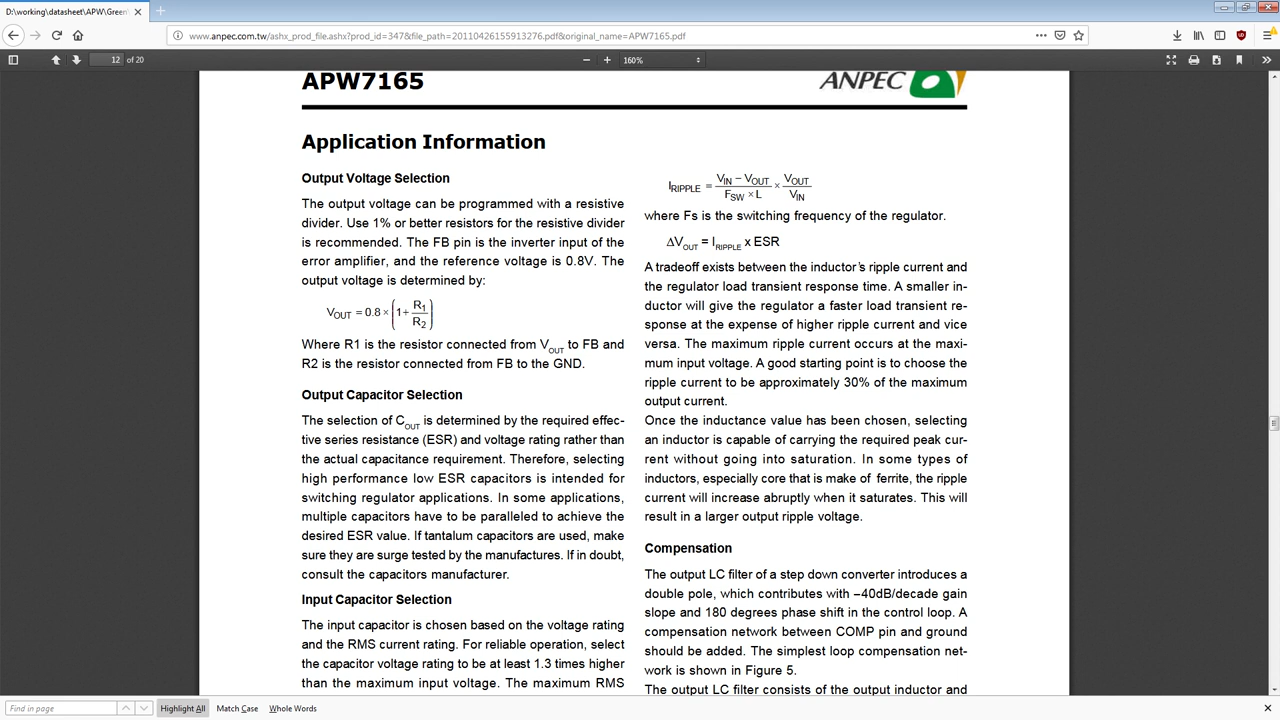 D:\working\datasheet\APW\Green\
www.anpec.com.tw/ashx_prod_file.ashx?prod_id=347&file_path=20110426155913276.pdf&original_name=APW7165.pdf
12 of 20
160%
APW7165
ANPEC
Application Information
Output Voltage Selection
The output voltage can be programmed with a resistive
divider. Use 1% or better resistors for the resistive divider
is recommended. The FB pin is the inverter input of the
error amplifier, and the reference voltage is 0.8V. The
output voltage is determined by:
VOUT = 0.8 × (1+ R1/R2)
Where R1 is the resistor connected from VOUT to FB and
R2 is the resistor connected from FB to the GND.
Output Capacitor Selection
The selection of COUT is determined by the required effec-
tive series resistance (ESR) and voltage rating rather than
the actual capacitance requirement. Therefore, selecting
high performance low ESR capacitors is intended for
switching regulator applications. In some applications,
multiple capacitors have to be paralleled to achieve the
desired ESR value. If tantalum capacitors are used, make
sure they are surge tested by the manufactures. If in doubt,
consult the capacitors manufacturer.
Input Capacitor Selection
The input capacitor is chosen based on the voltage rating
and the RMS current rating. For reliable operation, select
the capacitor voltage rating to be at least 1.3 times higher
than the maximum input voltage. The maximum RMS
IRIPPLE = (VIN − VOUT)/(FSW × L) × VOUT/VIN
where Fs is the switching frequency of the regulator.
ΔVOUT = IRIPPLE x ESR
A tradeoff exists between the inductor's ripple current and
the regulator load transient response time. A smaller in-
ductor will give the regulator a faster load transient re-
sponse at the expense of higher ripple current and vice
versa. The maximum ripple current occurs at the maxi-
mum input voltage. A good starting point is to choose the
ripple current to be approximately 30% of the maximum
output current.
Once the inductance value has been chosen, selecting
an inductor is capable of carrying the required peak cur-
rent without going into saturation. In some types of
inductors, especially core that is make of ferrite, the ripple
current will increase abruptly when it saturates. This will
result in a larger output ripple voltage.
Compensation
The output LC filter of a step down converter introduces a
double pole, which contributes with –40dB/decade gain
slope and 180 degrees phase shift in the control loop. A
compensation network between COMP pin and ground
should be added. The simplest loop compensation net-
work is shown in Figure 5.
The output LC filter consists of the output inductor and
Find in page
Highlight All
Match Case
Whole Words